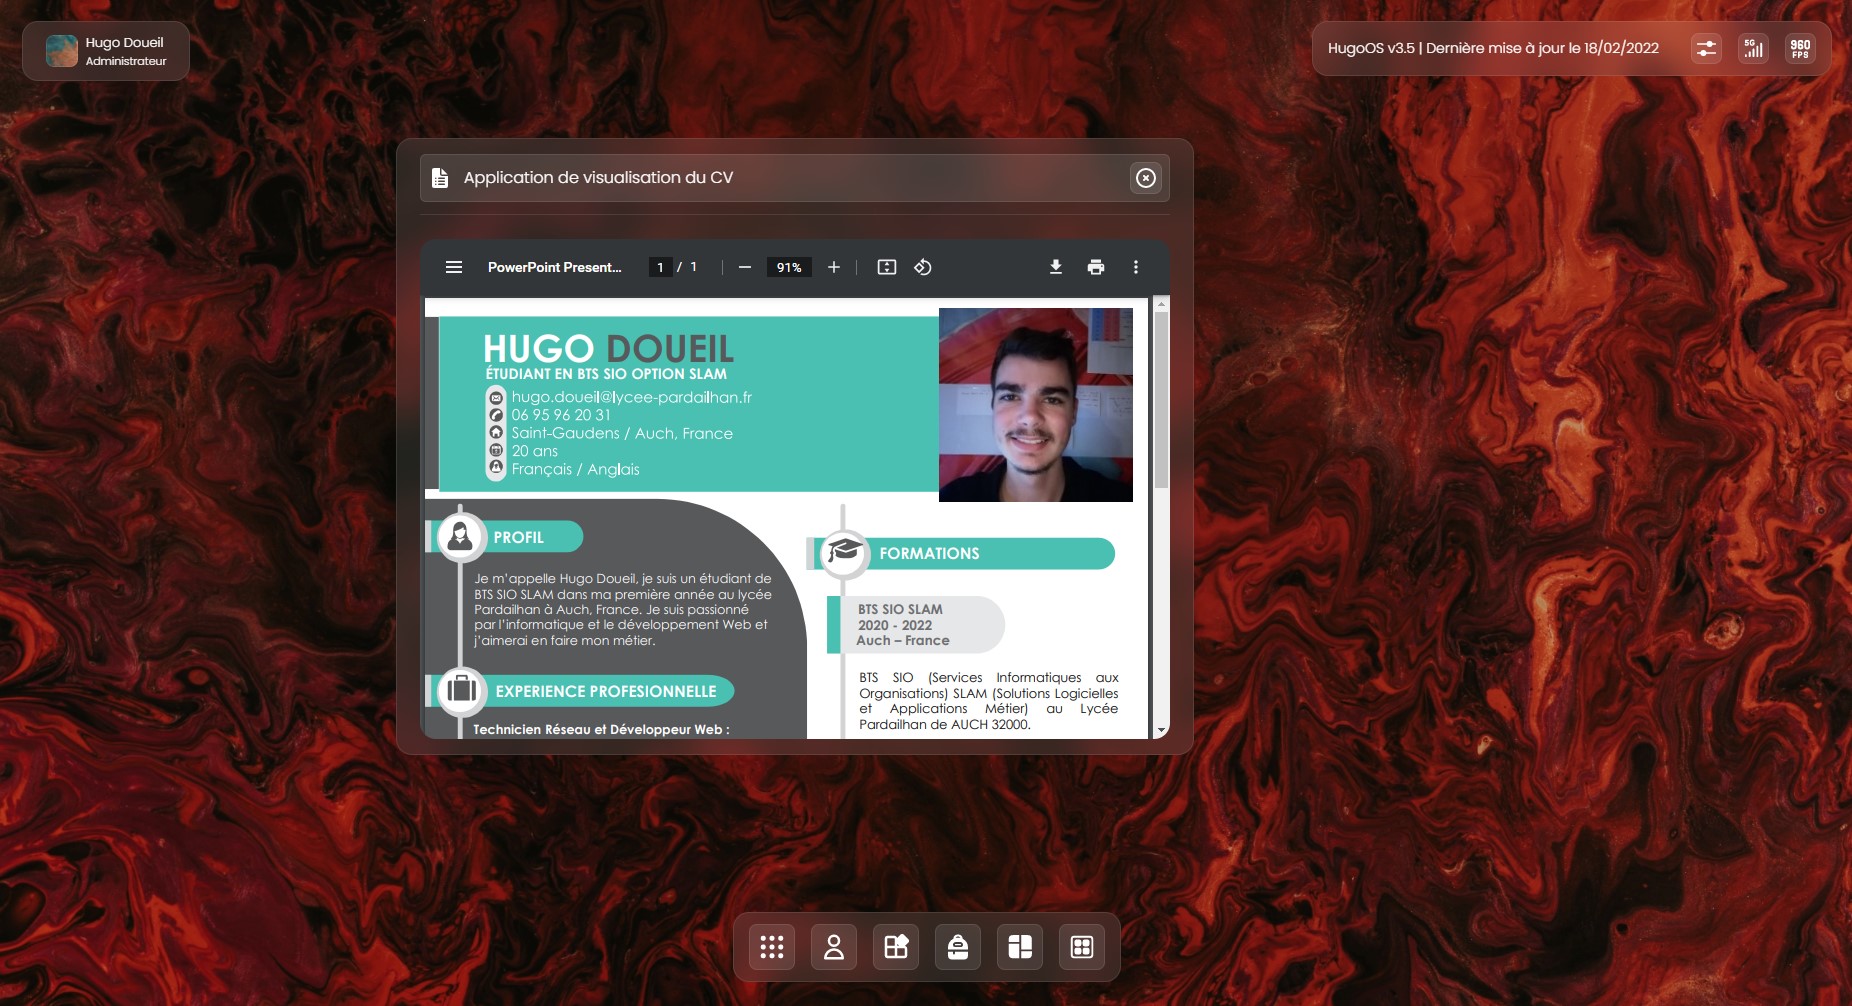 Hugo Doueil
Administrateur
HugoOS v3.5 | Dernière mise à jour le 18/02/2022
5G
960
FPS
Application de visualisation du CV
PowerPoint Present...
1 / 1
91%
HUGO DOUEIL
ÉTUDIANT EN BTS SIO OPTION SLAM
hugo.doueil@lycee-pardailhan.fr
06 95 96 20 31
Saint-Gaudens / Auch, France
20 ans
Français / Anglais
PROFIL
Je m'appelle Hugo Doueil, je suis un étudiant de
BTS SIO SLAM dans ma première année au lycée
Pardailhan à Auch, France. Je suis passionné
par l'informatique et le développement Web et
j'aimerai en faire mon métier.
EXPERIENCE PROFESIONNELLE
Technicien Réseau et Développeur Web :
FORMATIONS
BTS SIO SLAM
2020 - 2022
Auch – France
BTS SIO (Services Informatiques aux
Organisations) SLAM (Solutions Logicielles
et Applications Métier) au Lycée
Pardailhan de AUCH 32000.